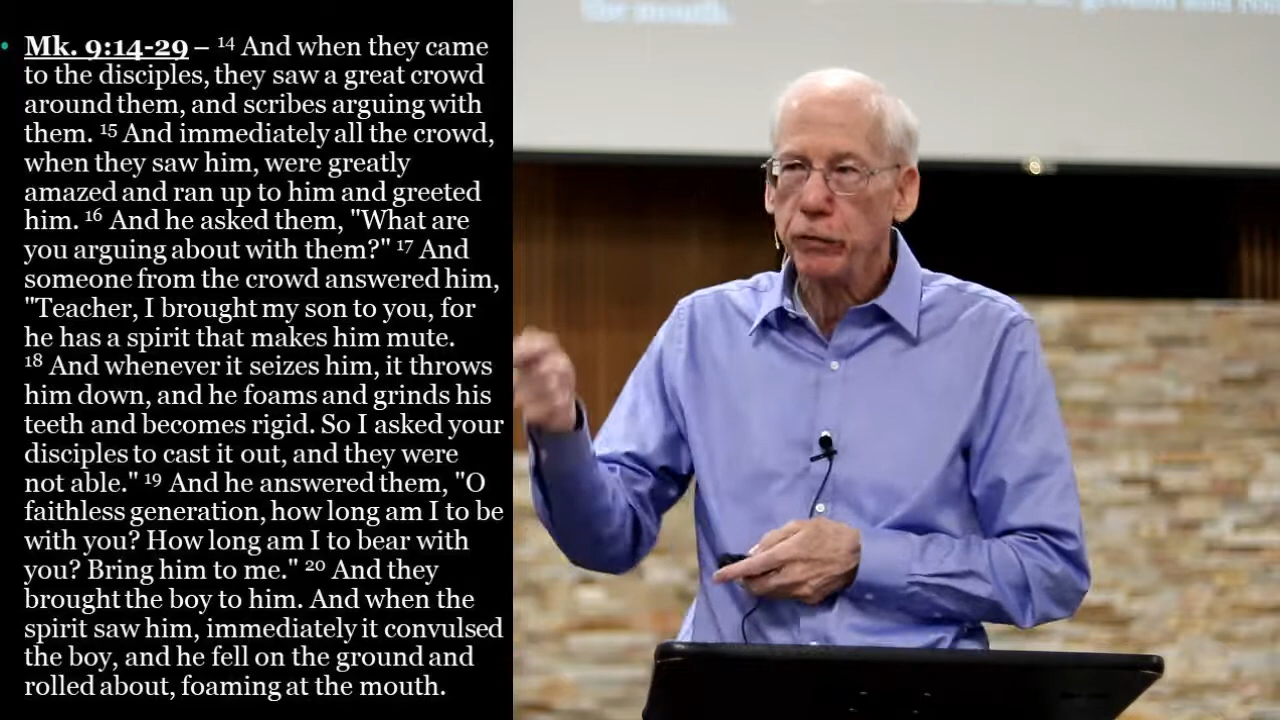 • Mk. 9:14-29 – 14 And when they came
to the disciples, they saw a great crowd
around them, and scribes arguing with
them. 15 And immediately all the crowd,
when they saw him, were greatly
amazed and ran up to him and greeted
him. 16 And he asked them, "What are
you arguing about with them?" 17 And
someone from the crowd answered him,
"Teacher, I brought my son to you, for
he has a spirit that makes him mute.
18 And whenever it seizes him, it throws
him down, and he foams and grinds his
teeth and becomes rigid. So I asked your
disciples to cast it out, and they were
not able." 19 And he answered them, "O
faithless generation, how long am I to be
with you? How long am I to bear with
you? Bring him to me." 20 And they
brought the boy to him. And when the
spirit saw him, immediately it convulsed
the boy, and he fell on the ground and
rolled about, foaming at the mouth.
the mouth.